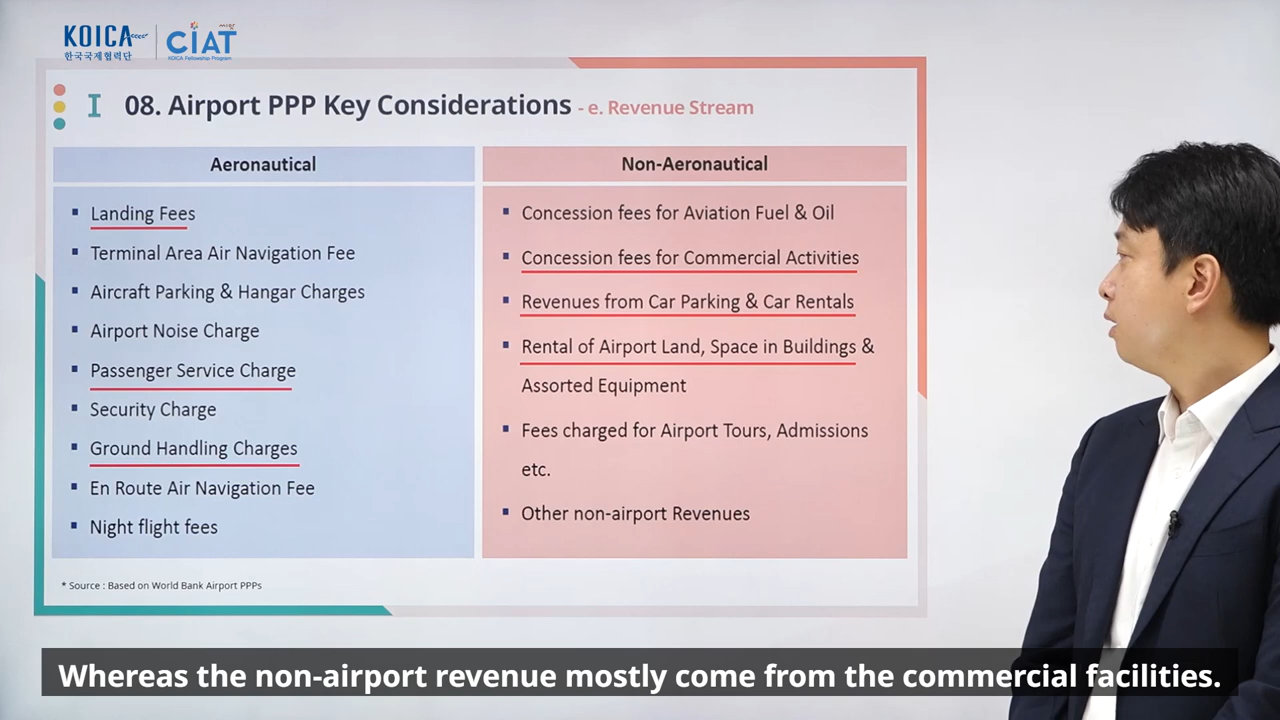 KOICA
한국국제협력단
CIAT
KOICA Fellowship Program
I 08. Airport PPP Key Considerations - e. Revenue Stream
Aeronautical
Landing Fees
Terminal Area Air Navigation Fee
Aircraft Parking & Hangar Charges
Airport Noise Charge
Passenger Service Charge
Security Charge
Ground Handling Charges
En Route Air Navigation Fee
Night flight fees
Non-Aeronautical
Concession fees for Aviation Fuel & Oil
Concession fees for Commercial Activities
Revenues from Car Parking & Car Rentals
Rental of Airport Land, Space in Buildings &
Assorted Equipment
Fees charged for Airport Tours, Admissions
etc.
Other non-airport Revenues
* Source : Based on World Bank Airport PPPs
Whereas the non-airport revenue mostly come from the commercial facilities.